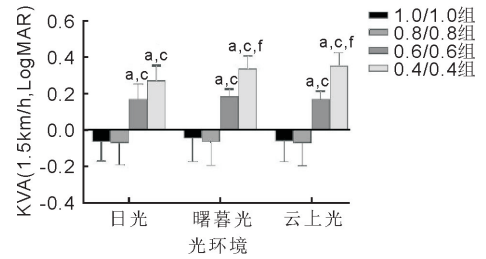 KVA(1.5km/h,LogMAR)
0.6
0.4
0.2
0.0
-0.2
-0.4
a,c
a,c
a,c
a,c,f
a,c
a,c,f
1.0/1.0组
0.8/0.8组
0.6/0.6组
0.4/0.4组
日光
曙暮光
云上光
光环境